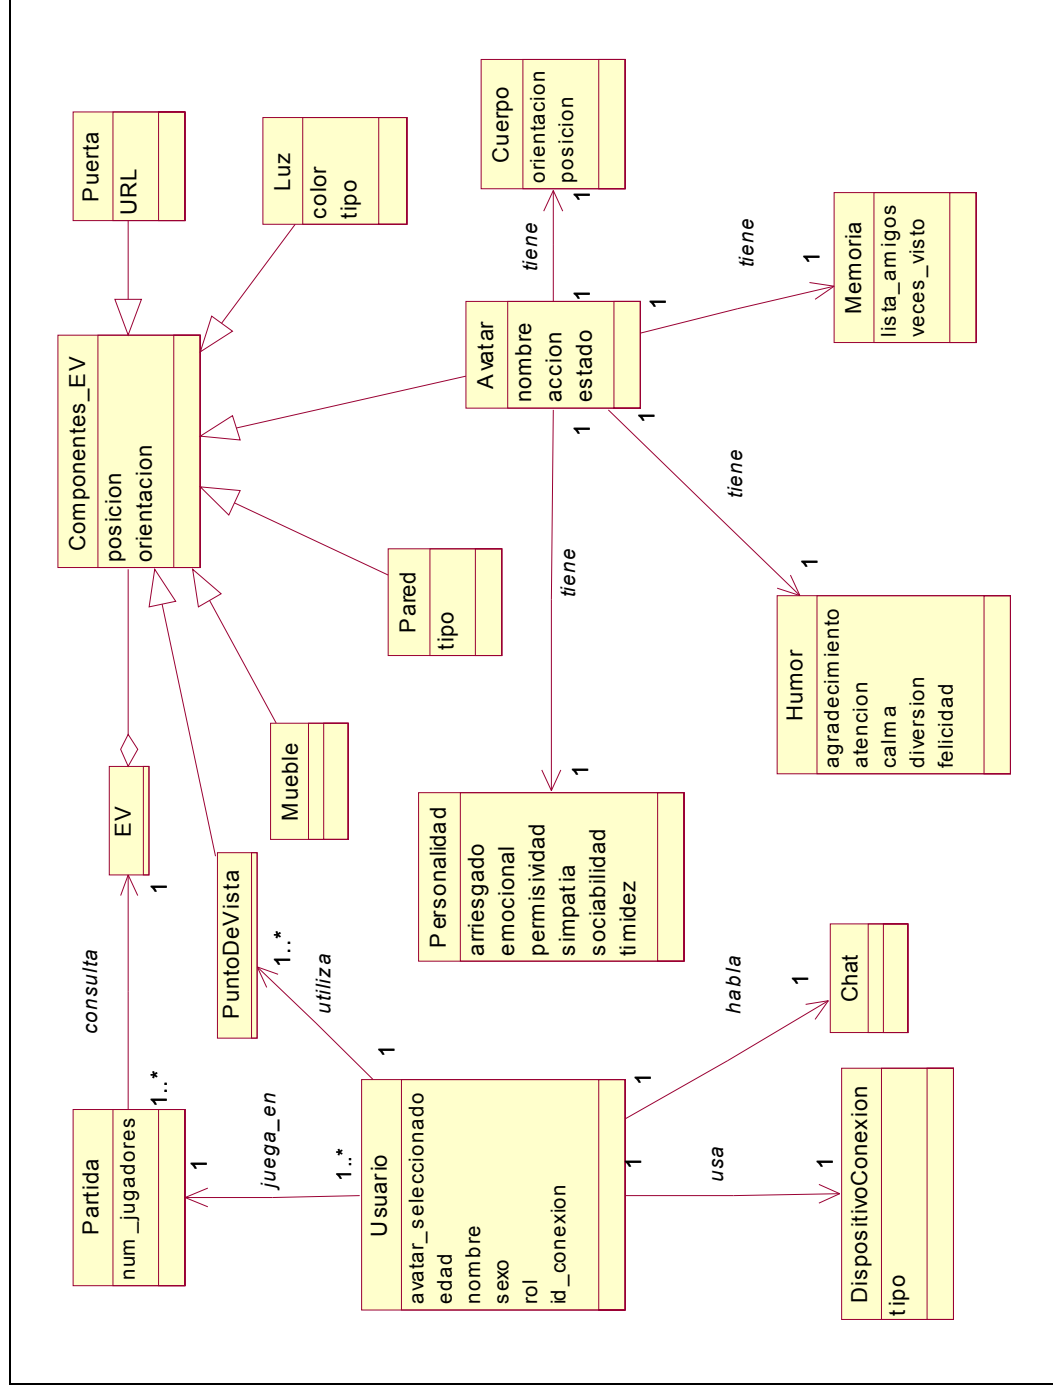 Partida
num_jugadores
1..*
consulta
1
EV
Componentes_EV
posicion
orientacion
Puerta
URL
1
juega_en
1..*
PuntoDeVista
1..*
utiliza
1
Mueble
Pared
tipo
Luz
color
tipo
Usuario
avatar_seleccionado
edad
nombre
sexo
rol
id_conexion
Personalidad
arriesgado
emocional
permisividad
simpatia
sociabilidad
timidez
1
tiene
1
Avatar
nombre
accion
estado
1
tiene
1
Cuerpo
orientacion
posicion
1
usa
1
1
habla
1
1
tiene
1
1
tiene
1
DispositivoConexion
tipo
Chat
Humor
agradecimiento
atencion
calma
diversion
felicidad
Memoria
lista_amigos
veces_visto